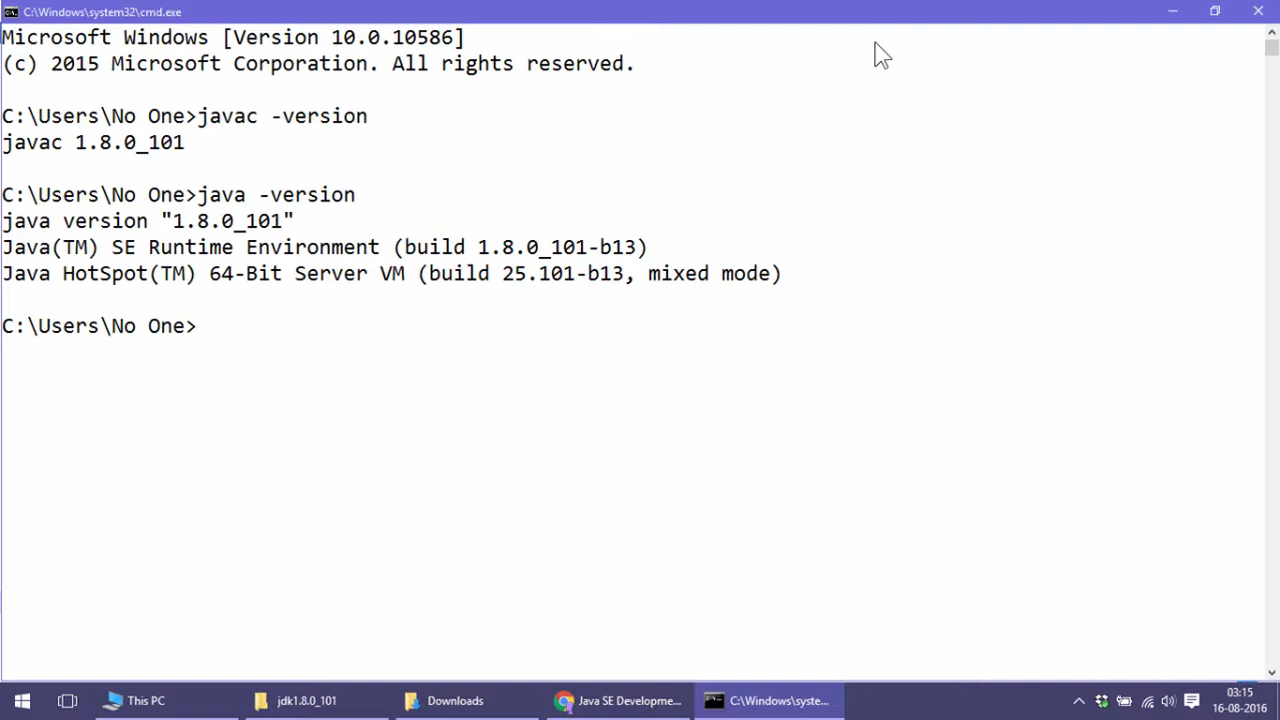 C:\Windows\system32\cmd.exe
Microsoft Windows [Version 10.0.10586]
(c) 2015 Microsoft Corporation. All rights reserved.
C:\Users\No One>javac -version
javac 1.8.0_101
C:\Users\No One>java -version
java version "1.8.0_101"
Java(TM) SE Runtime Environment (build 1.8.0_101-b13)
Java HotSpot(TM) 64-Bit Server VM (build 25.101-b13, mixed mode)
C:\Users\No One>
This PC
jdk1.8.0_101
Downloads
Java SE Developme...
C:\Windows\syste...
03:15
16-08-2016